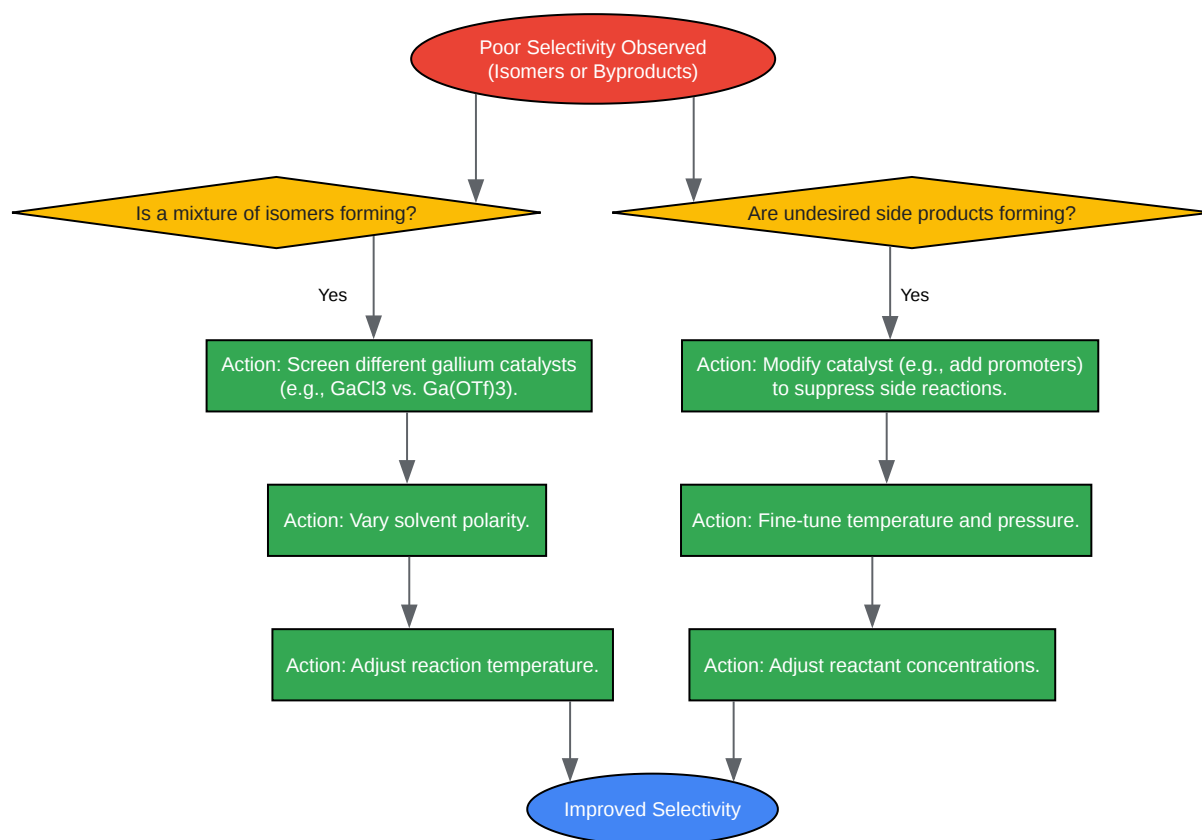 Poor Selectivity Observed
(Isomers or Byproducts)
Is a mixture of isomers forming?
Are undesired side products forming?
Yes
Yes
Action: Screen different gallium catalysts
(e.g., GaCl3 vs. Ga(OTf)3).
Action: Modify catalyst (e.g., add promoters)
to suppress side reactions.
Action: Vary solvent polarity.
Action: Fine-tune temperature and pressure.
Action: Adjust reaction temperature.
Action: Adjust reactant concentrations.
Improved Selectivity